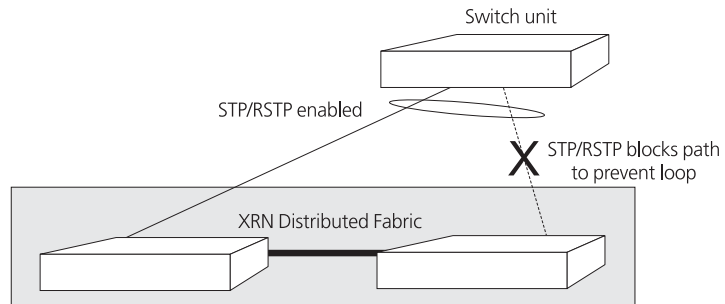 Switch unit
STP/RSTP enabled
STP/RSTP blocks path
to prevent loop
XRN Distributed Fabric